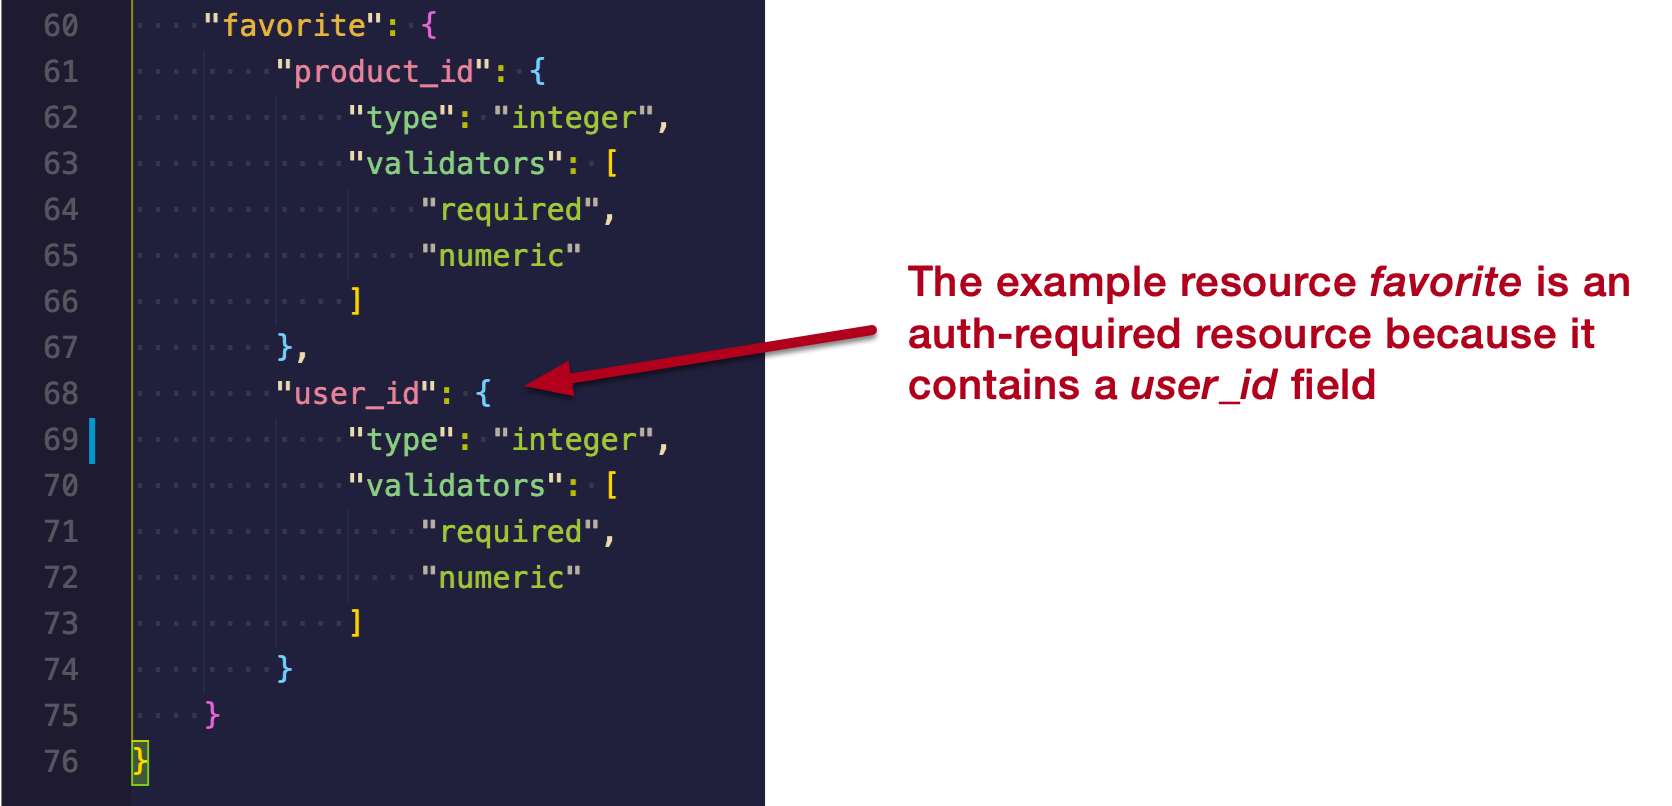 60 "favorite": {
61 "product_id": {
62 "type": "integer",
63 "validators": [
64 "required",
65 "numeric"
66 ]
67 },
68 "user_id": {
69 "type": "integer",
70 "validators": [
71 "required",
72 "numeric"
73 ]
74 }
75 }
76 }
The example resource favorite is an
auth-required resource because it
contains a user_id field